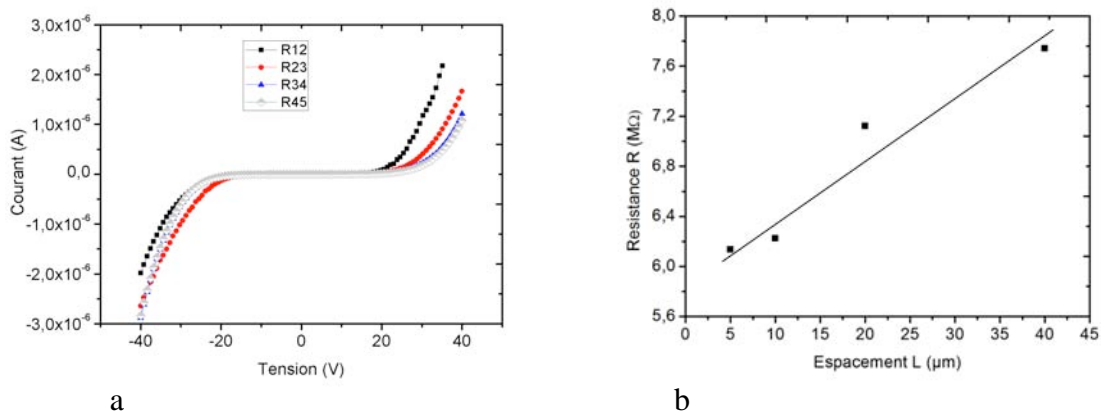 3,0x10⁻⁶
2,0x10⁻⁶
1,0x10⁻⁶
0,0
-1,0x10⁻⁶
-2,0x10⁻⁶
-3,0x10⁻⁶
Courant (A)
R12
R23
R34
R45
-40 -20 0 20 40
Tension (V)
a
8,0
7,6
7,2
6,8
6,4
6,0
5,6
Resistance R (MΩ)
0 5 10 15 20 25 30 35 40 45
Espacement L (µm)
b